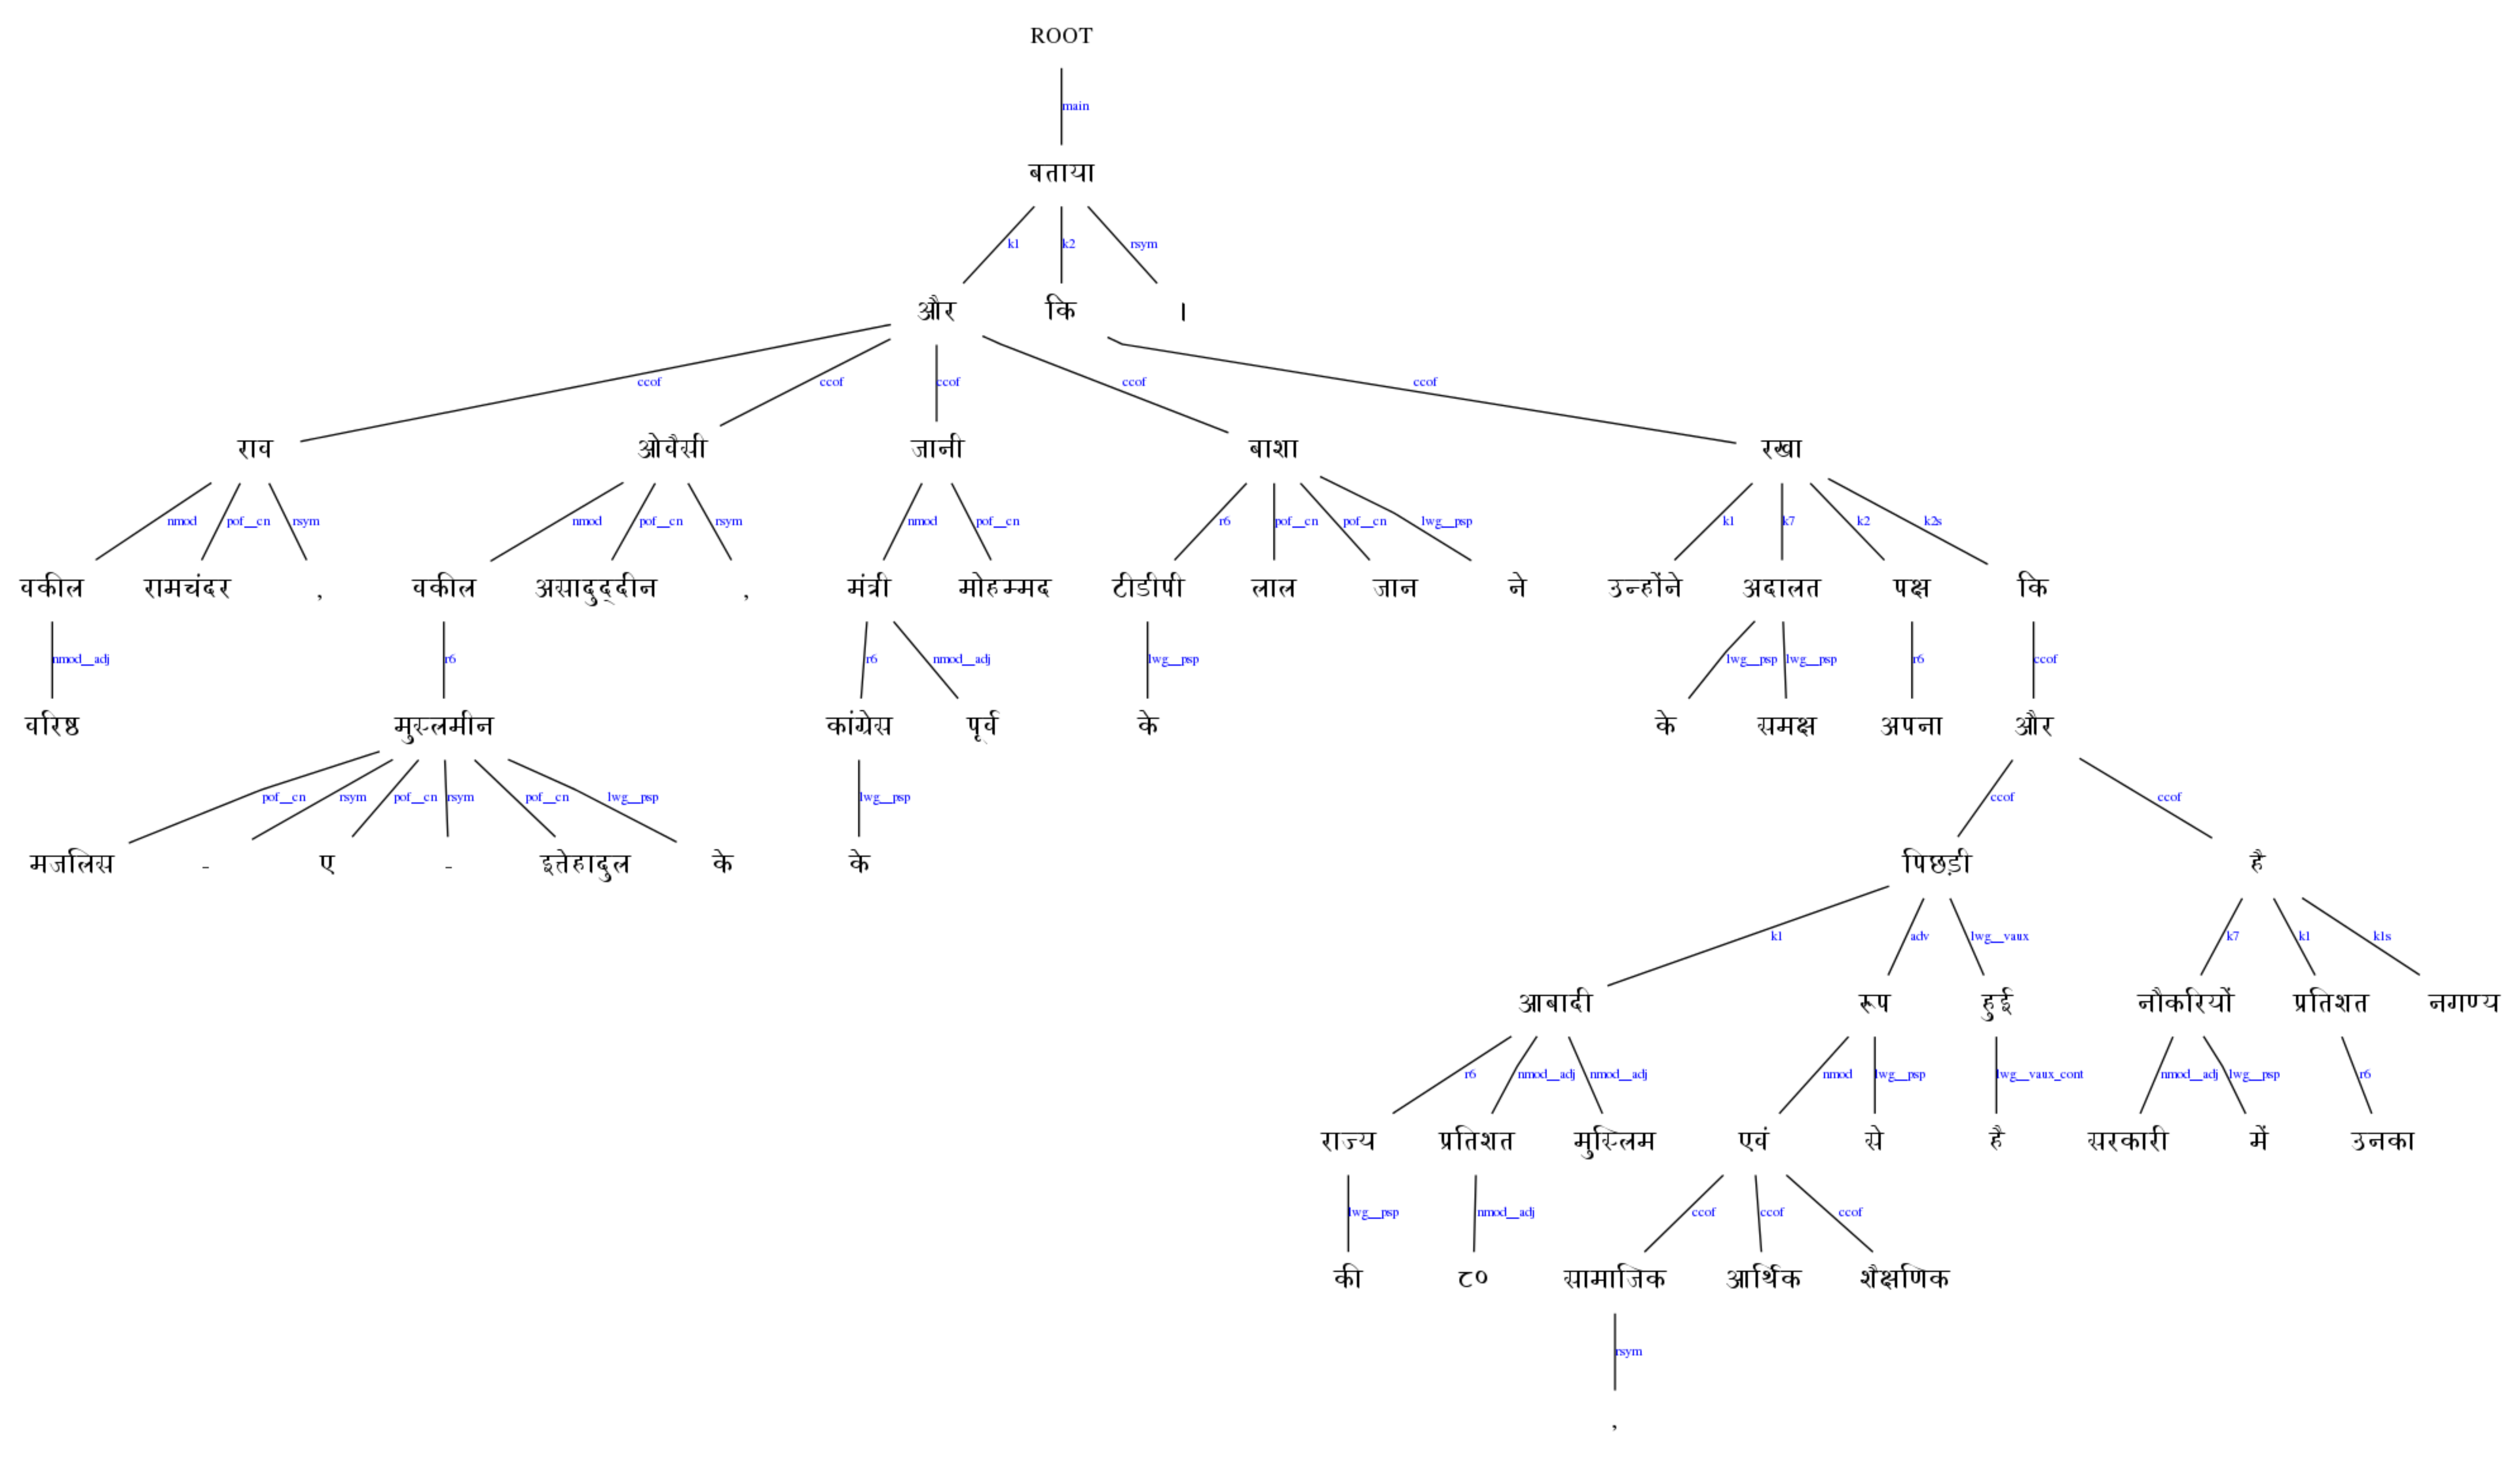 ROOT
main
बताया
k1 k2 rsym
और कि ।
ccof ccof ccof ccof ccof
राव ओवैसी जानी बाशा रखा
nmod pof__cn rsym nmod pof__cn rsym nmod pof__cn r6 pof__cn pof__cn lwg__psp k1 k7 k2 k2s
वकील रामचंदर , वकील असादुद्दीन , मंत्री मोहम्मद टीडीपी लाल जान ने उन्होंने अदालत पक्ष कि
nmod__adj r6 r6 nmod__adj lwg__psp lwg__psp lwg__psp r6 ccof
वरिष्ठ मुस्लमीन कांग्रेस पूर्व के के समक्ष अपना और
pof__cn rsym pof__cn rsym pof__cn lwg__psp lwg__psp ccof ccof
मजलिस - ए - इत्तेहादुल के के पिछड़ी है
k1 adv lwg__vaux k7 k1 k1s
आबादी रूप हुई नौकरियों प्रतिशत नगण्य
r6 nmod__adj nmod__adj nmod lwg__psp lwg__vaux_cont nmod__adj lwg__psp r6
राज्य प्रतिशत मुस्लिम एवं से है सरकारी में उनका
lwg__psp nmod__adj ccof ccof ccof
की ८० सामाजिक आर्थिक शैक्षणिक
rsym
,